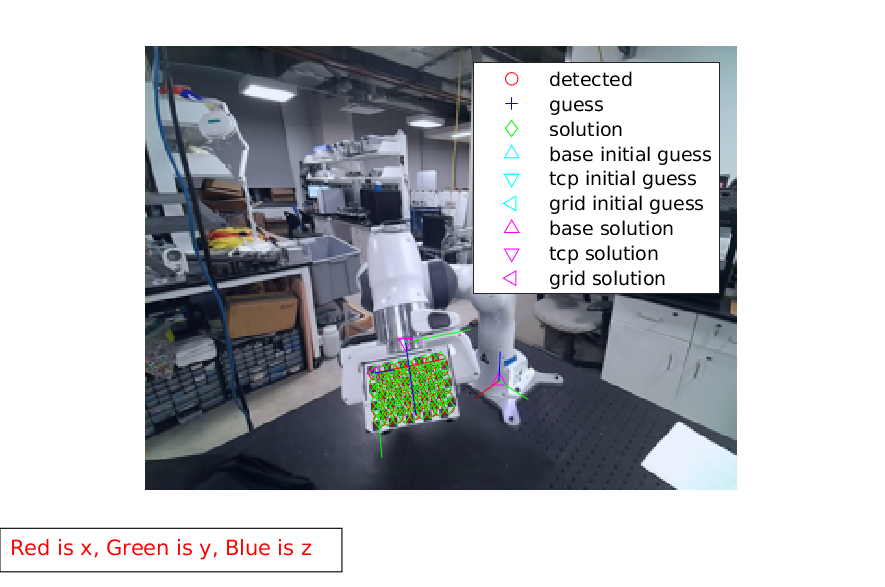 detected
guess
solution
base initial guess
tcp initial guess
grid initial guess
base solution
tcp solution
grid solution
Red is x, Green is y, Blue is z